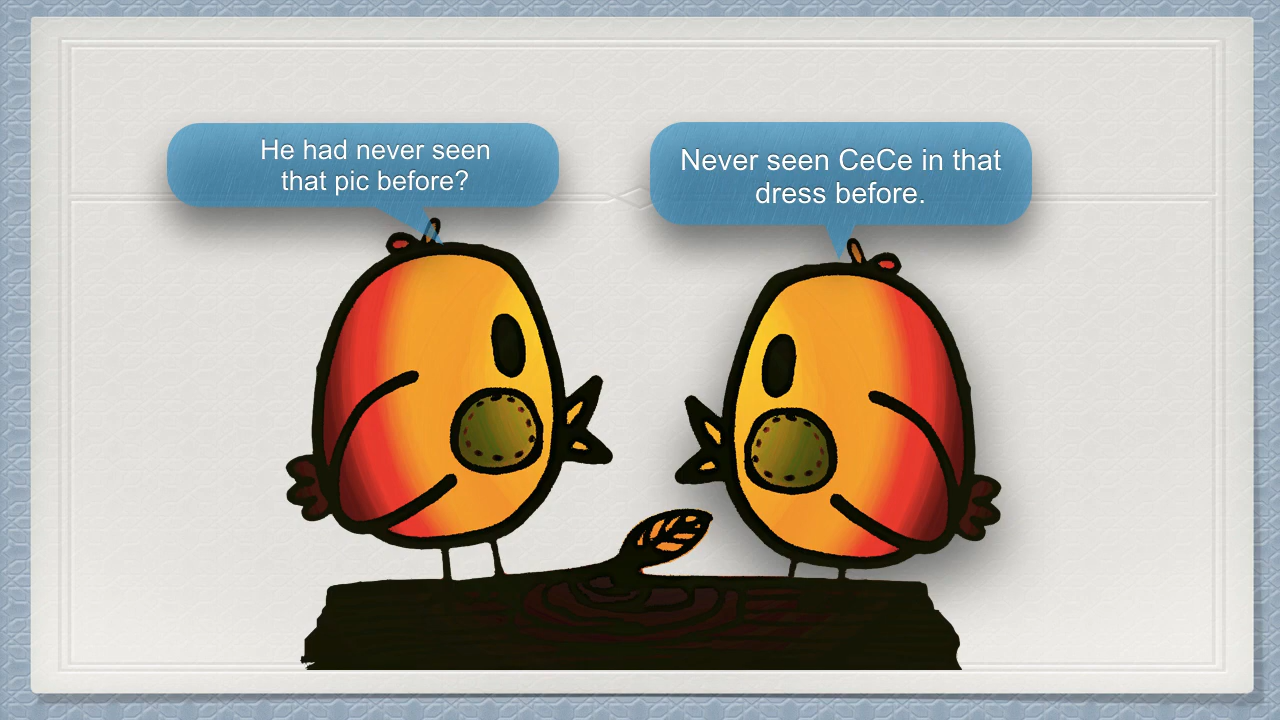 He had never seen
that pic before?
Never seen CeCe in that
dress before.